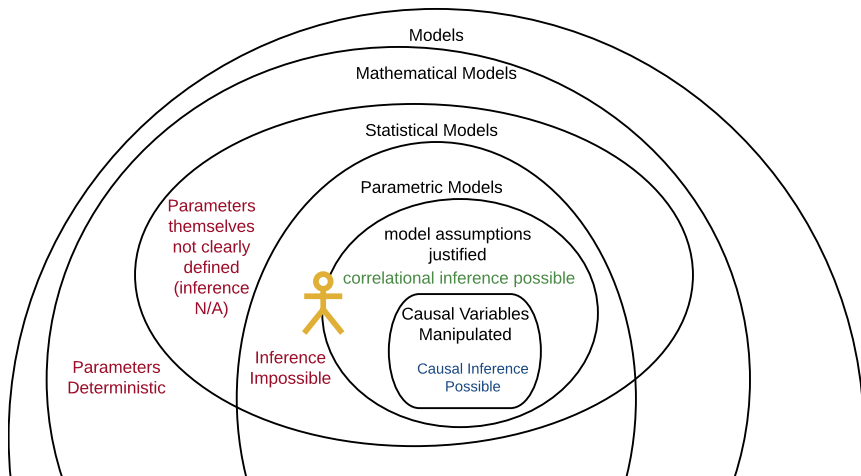 Models
Mathematical Models
Statistical Models
Parametric Models
Parameters
themselves
not clearly
defined
(inference
N/A)
model assumptions
justified
correlational inference possible
Causal Variables
Manipulated
Causal Inference
Possible
Inference
Impossible
Parameters
Deterministic